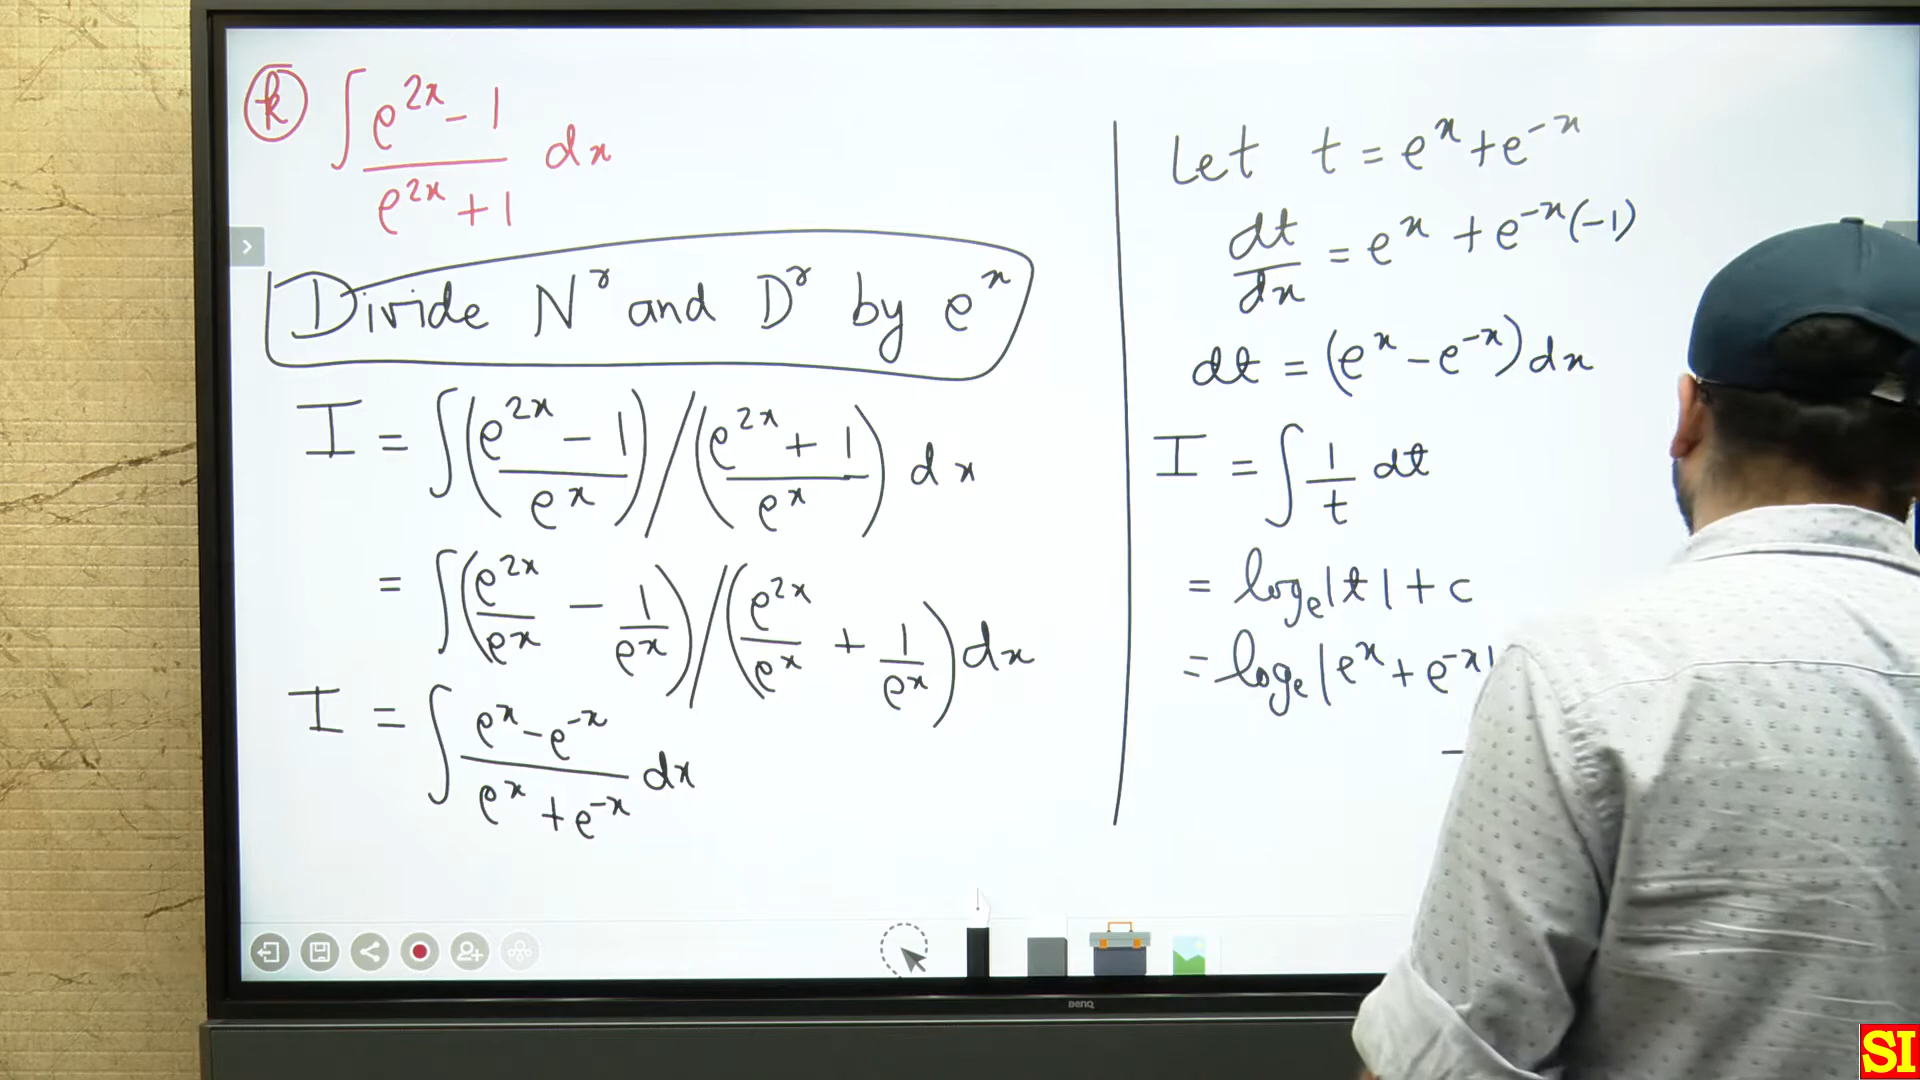 (k) ∫ (e^{2x} - 1)/(e^{2x} + 1) dx
Divide N^r and D^r by e^x
I = ∫ ((e^{2x} - 1)/e^x) / ((e^{2x} + 1)/e^x) dx
= ∫ (e^{2x}/e^x - 1/e^x) / (e^{2x}/e^x + 1/e^x) dx
I = ∫ (e^x - e^{-x})/(e^x + e^{-x}) dx
Let t = e^x + e^{-x}
dt/dx = e^x + e^{-x}(-1)
dt = (e^x - e^{-x}) dx
I = ∫ 1/t dt
= log_e|t| + c
= log_e|e^x + e^{-x}|
BenQ
SI